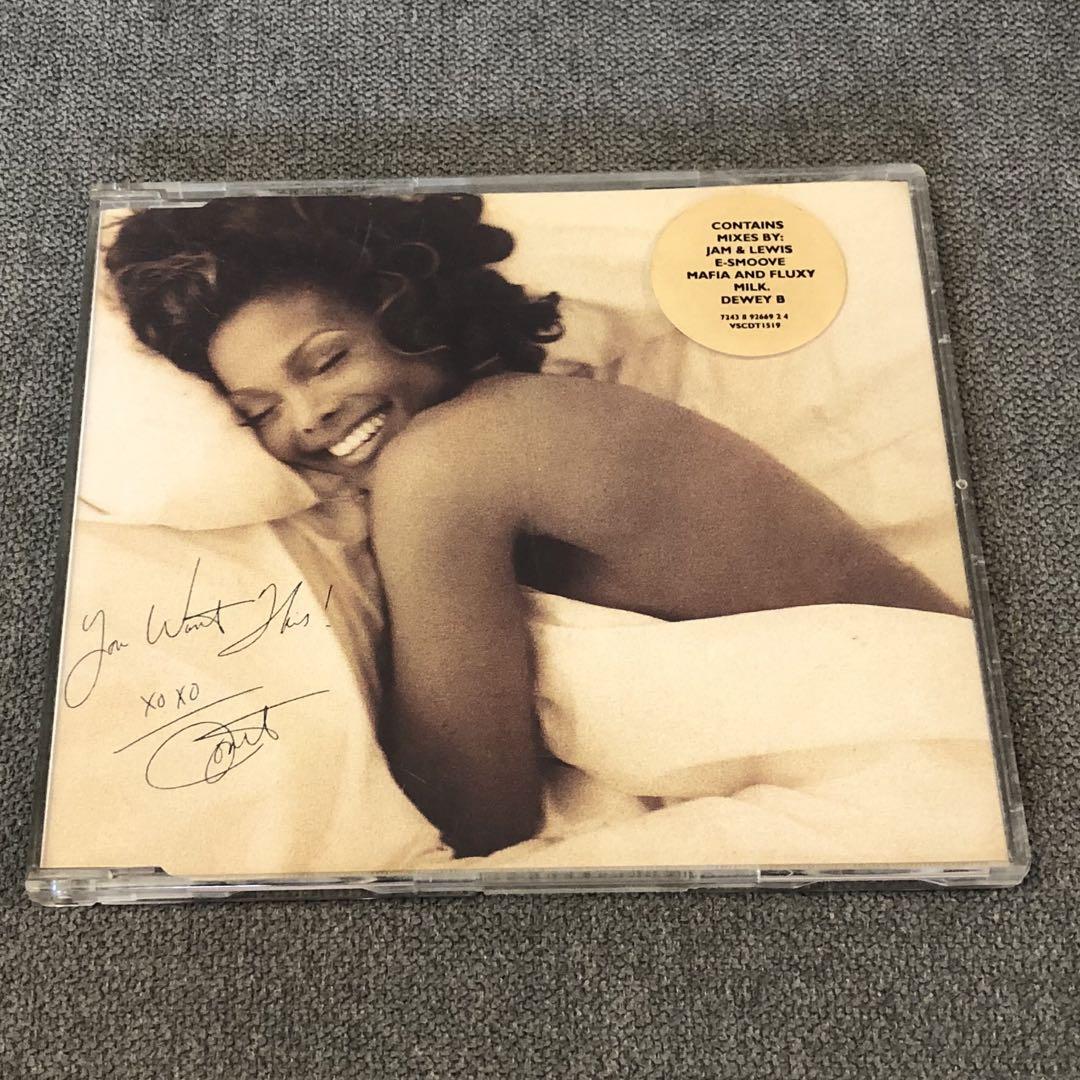 CONTAINS
MIXES BY:
JAM & LEWIS
E-SMOOVE
MAFIA AND FLUXY
MILK.
DEWEY B
7243 8 92669 2 4
VSCDT1519
You Want This!
xo xo